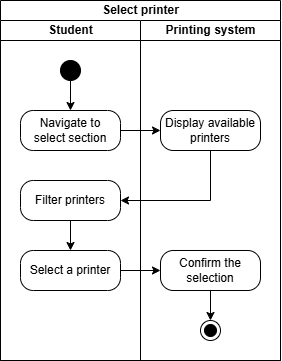 Select printer
Student
Printing system
Navigate to
select section
Display available
printers
Filter printers
Select a printer
Confirm the
selection